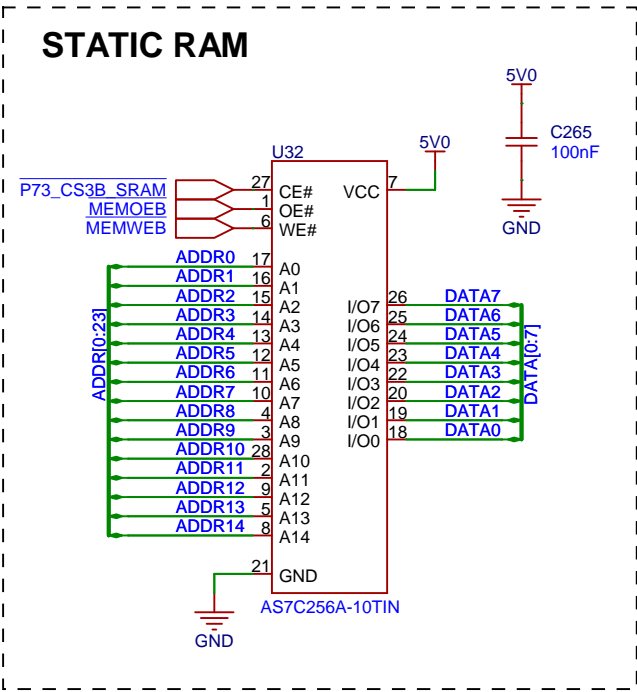 STATIC RAM
5V0
C265
100nF
GND
U32
5V0
P73_CS3B_SRAM 27 CE# VCC 7
MEMOEB 1 OE#
MEMWEB 6 WE#
ADDR0 17 A0
ADDR1 16 A1
ADDR2 15 A2 I/O7 26 DATA7
ADDR3 14 A3 I/O6 25 DATA6
ADDR4 13 A4 I/O5 24 DATA5
ADDR5 12 A5 I/O4 23 DATA4
ADDR6 11 A6 I/O3 22 DATA3
ADDR7 10 A7 I/O2 20 DATA2
ADDR8 4 A8 I/O1 19 DATA1
ADDR9 3 A9 I/O0 18 DATA0
ADDR10 28 A10
ADDR11 2 A11
ADDR12 9 A12
ADDR13 5 A13
ADDR14 8 A14
ADDR[0:23]
DATA[0:7]
21 GND
AS7C256A-10TIN
GND